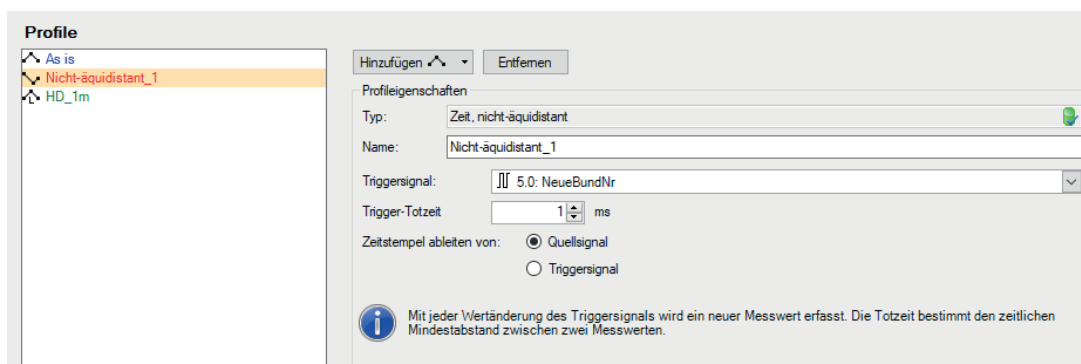 Profile
As is
Nicht-äquidistant_1
HD_1m
Hinzufügen
Entfernen
Profileigenschaften
Typ: Zeit, nicht-äquidistant
Name: Nicht-äquidistant_1
Triggersignal: 5.0: NeueBundNr
Trigger-Totzeit 1 ms
Zeitstempel ableiten von: Quellsignal
Triggersignal
Mit jeder Wertänderung des Triggersignals wird ein neuer Messwert erfasst. Die Totzeit bestimmt den zeitlichen
Mindestabstand zwischen zwei Messwerten.